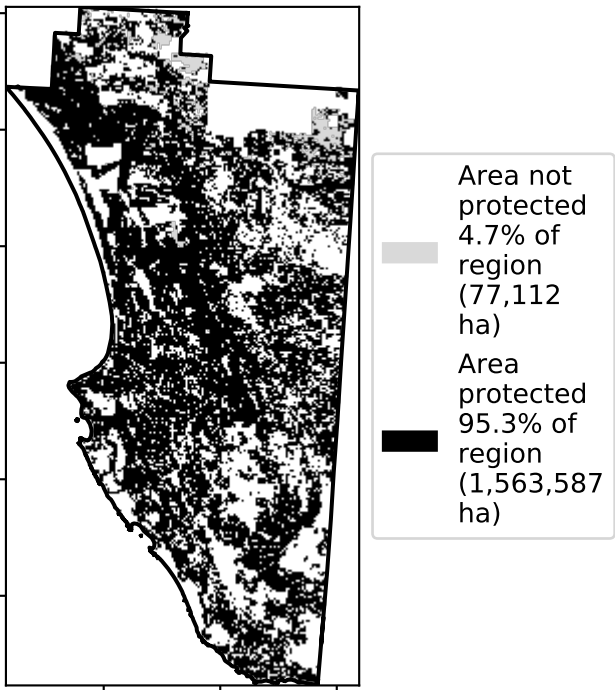 Area not
protected
4.7% of
region
(77,112
ha)
Area
protected
95.3% of
region
(1,563,587
ha)